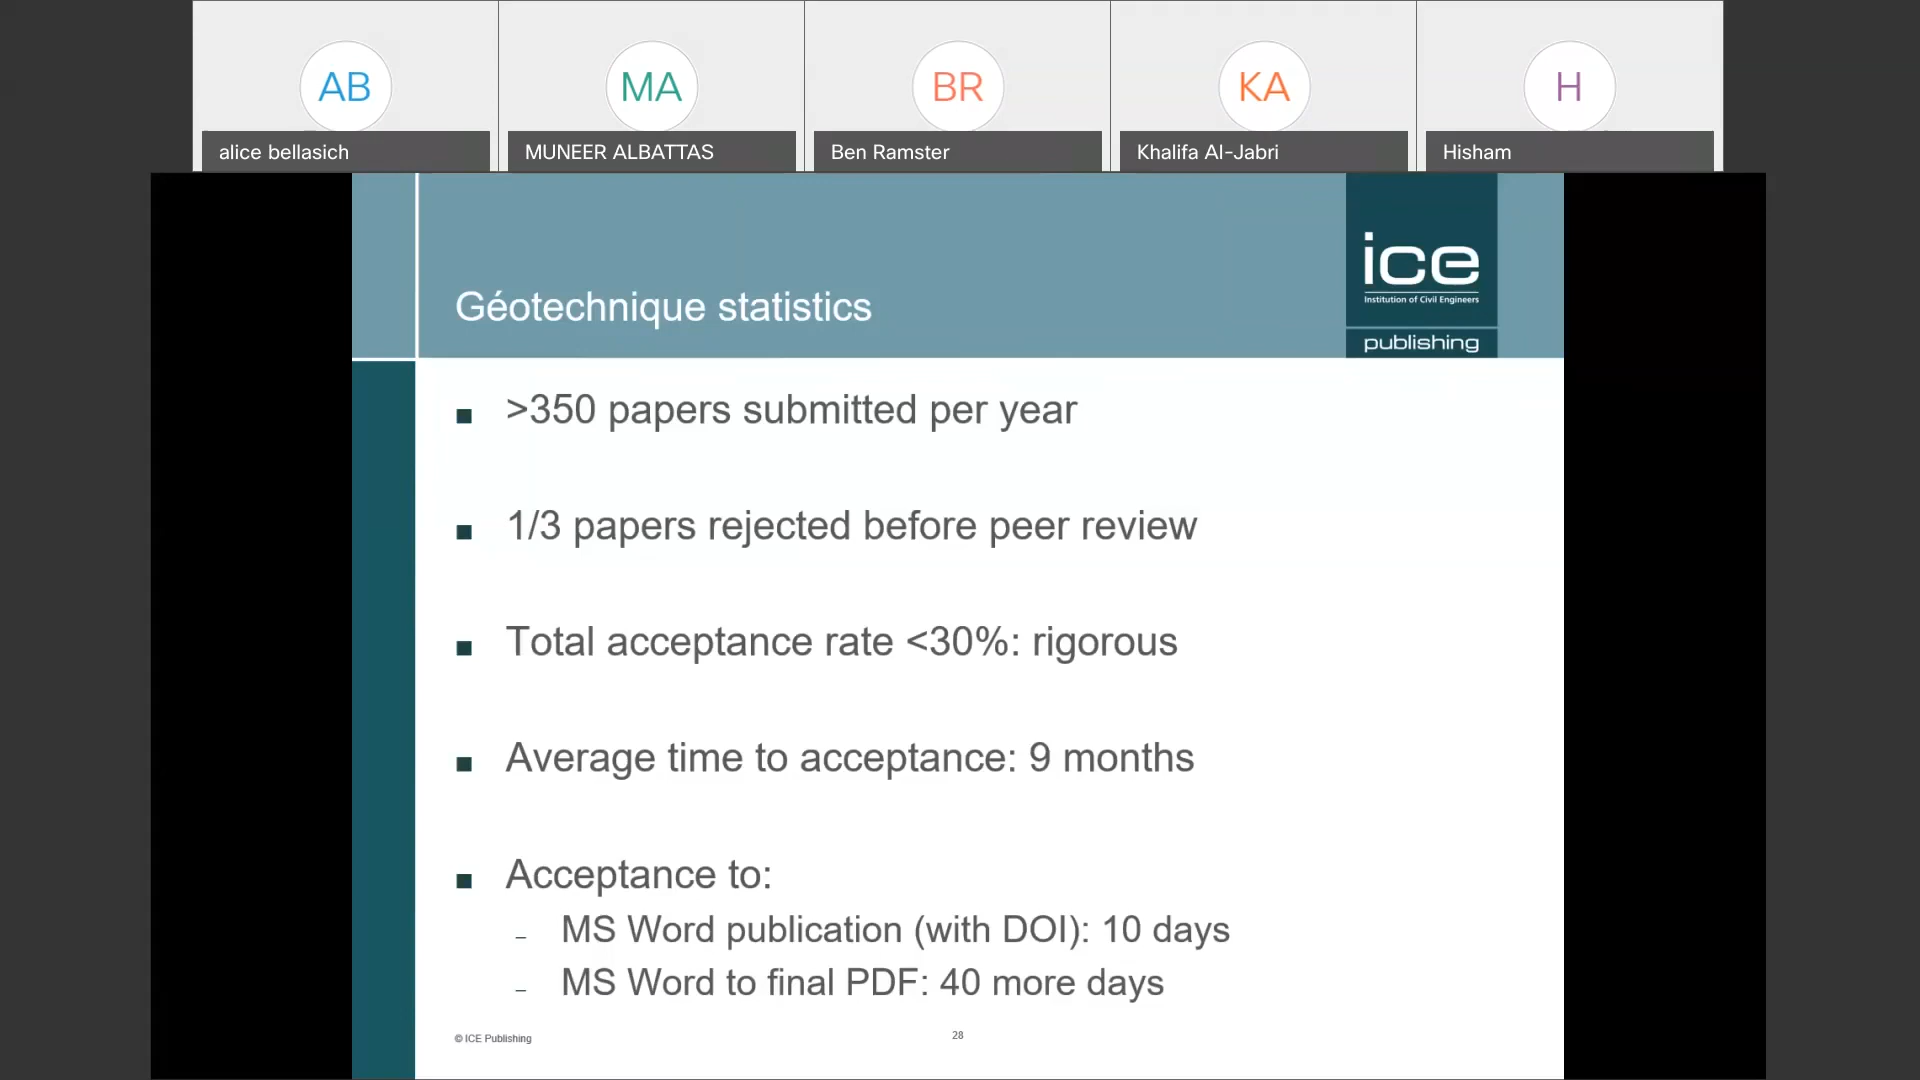 AB
MA
BR
KA
H
alice bellasich
MUNEER ALBATTAS
Ben Ramster
Khalifa Al-Jabri
Hisham
ice
Institution of Civil Engineers
publishing
Géotechnique statistics
>350 papers submitted per year
1/3 papers rejected before peer review
Total acceptance rate <30%: rigorous
Average time to acceptance: 9 months
Acceptance to:
– MS Word publication (with DOI): 10 days
– MS Word to final PDF: 40 more days
© ICE Publishing
28